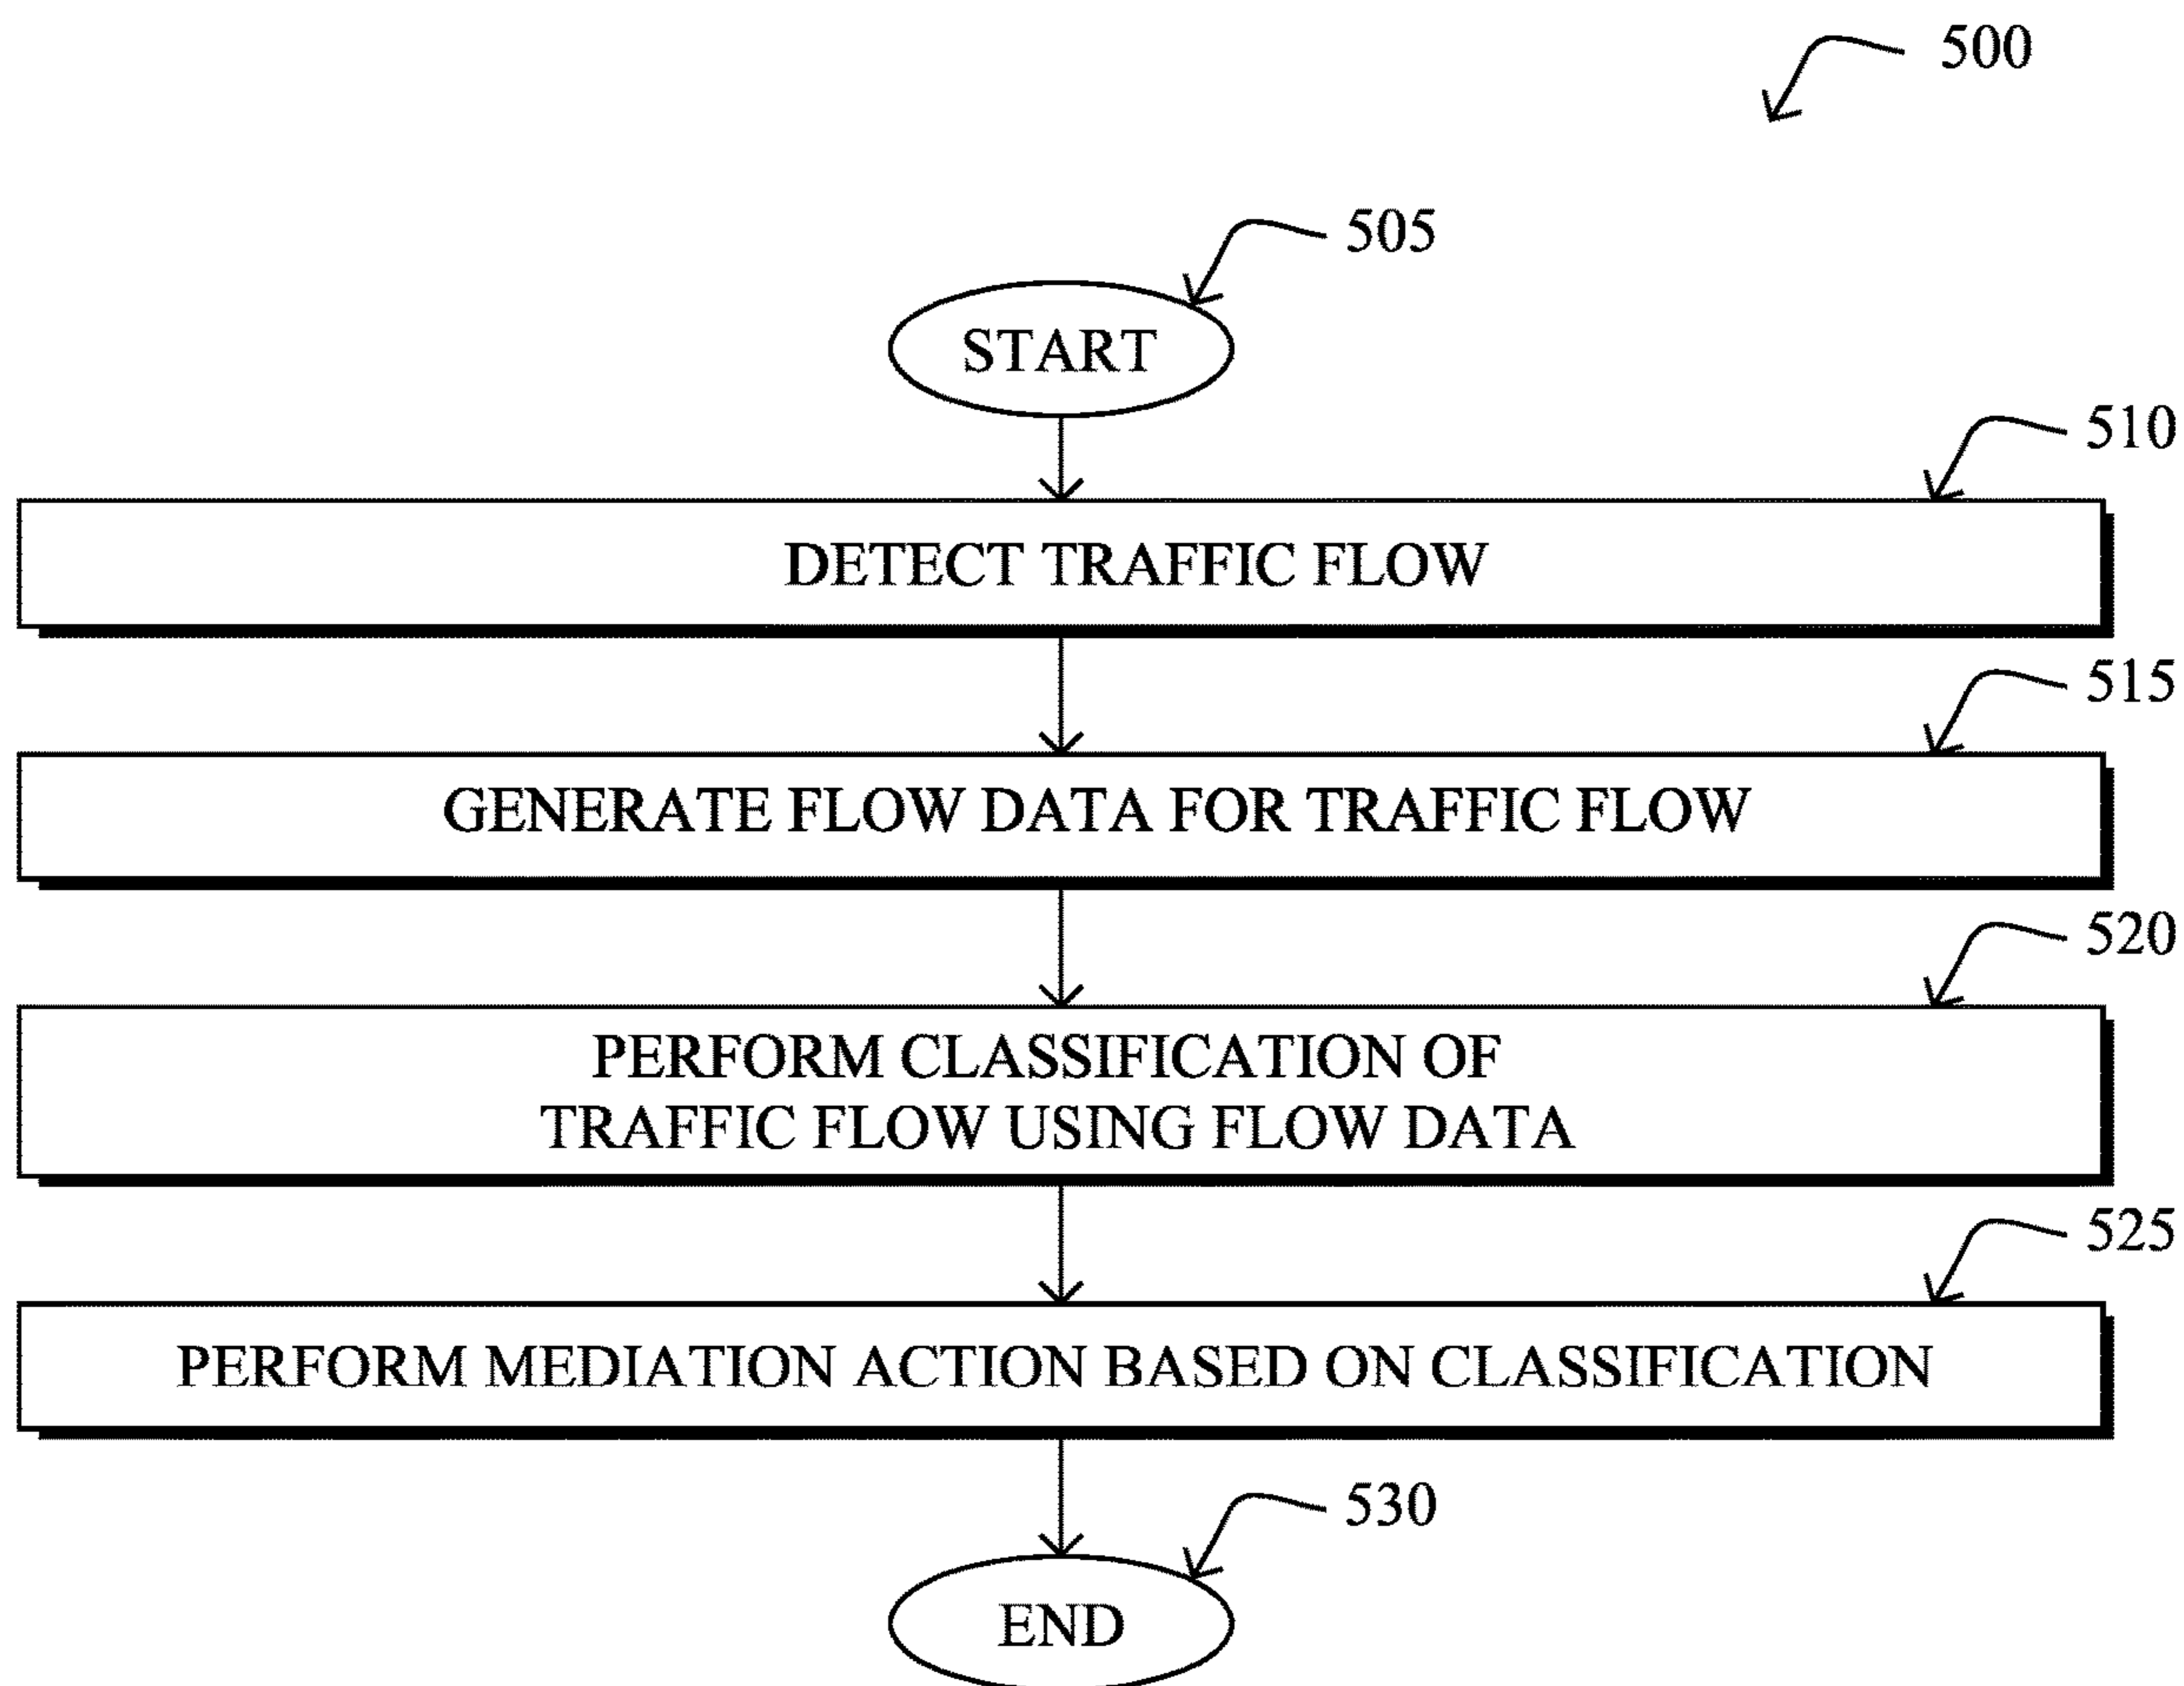 500
505
START
510
DETECT TRAFFIC FLOW
515
GENERATE FLOW DATA FOR TRAFFIC FLOW
520
PERFORM CLASSIFICATION OF
TRAFFIC FLOW USING FLOW DATA
525
PERFORM MEDIATION ACTION BASED ON CLASSIFICATION
530
END